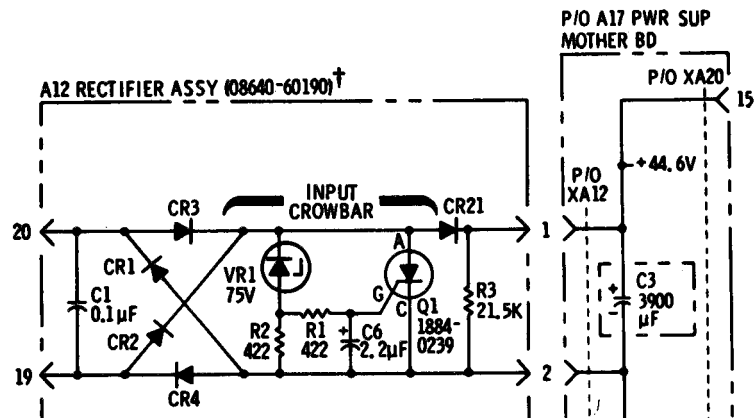 P/O A17 PWR SUP
MOTHER BD
A12 RECTIFIER ASSY (08640-60190)†
P/O XA20
15
+44.6V
P/O
XA12
INPUT
CROWBAR
20
CR3
CR21
1
A
CR1
VR1
75V
C1
0.1µF
G
C
Q1
1884-
0239
R3
21.5K
C3
3900
µF
+
-
CR2
R2
422
R1
422
+
C6
2.2µF
19
CR4
2